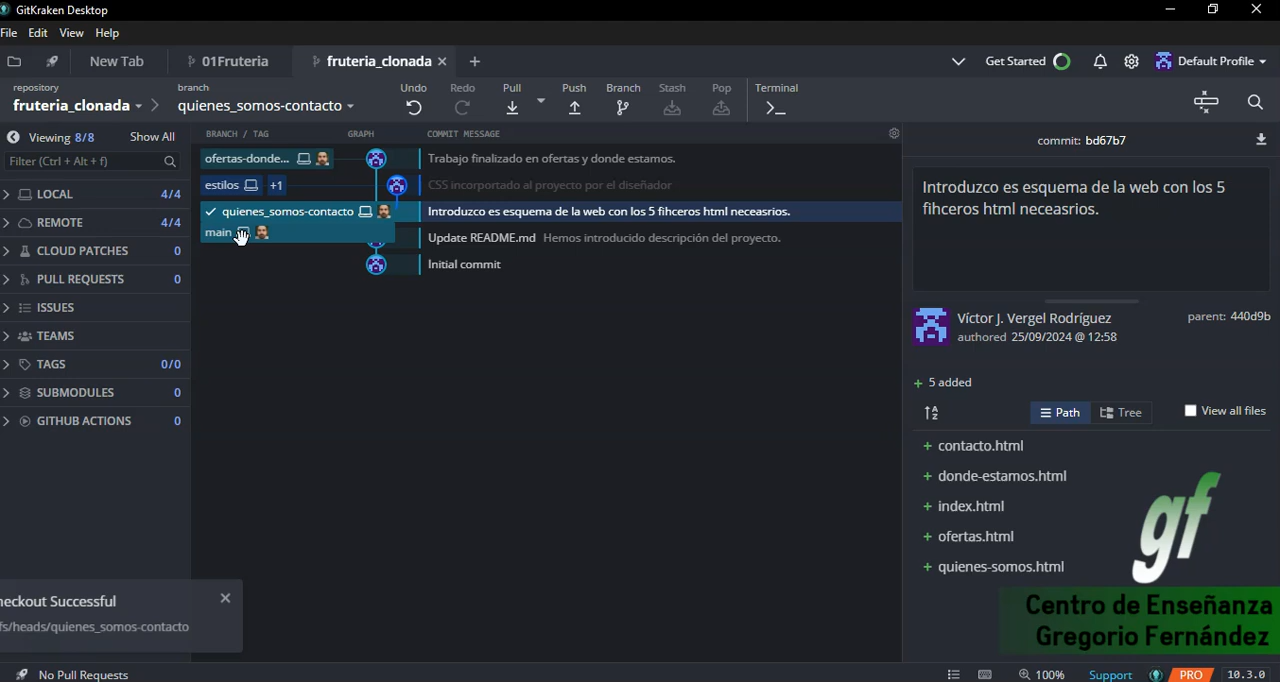 GitKraken Desktop
File Edit View Help
New Tab 01Fruteria fruteria_clonada Get Started Default Profile
repository branch Undo Redo Pull Push Branch Stash Pop Terminal
fruteria_clonada quienes_somos-contacto
Viewing 8/8 Show All BRANCH / TAG GRAPH COMMIT MESSAGE commit: bd67b7
Filter (Ctrl + Alt + f) ofertas-donde... Trabajo finalizado en ofertas y donde estamos.
estilos +1 CSS incorportado al proyecto por el diseñador
LOCAL 4/4
quienes_somos-contacto Introduzco es esquema de la web con los 5 fihceros html neceasrios.
REMOTE 4/4
main Update README.md Hemos introducido descripción del proyecto.
CLOUD PATCHES 0
Initial commit
PULL REQUESTS 0
ISSUES
TEAMS
TAGS 0/0
SUBMODULES 0
GITHUB ACTIONS 0
Introduzco es esquema de la web con los 5
fihceros html neceasrios.
Víctor J. Vergel Rodríguez parent: 440d9b
authored 25/09/2024 @ 12:58
+ 5 added
Path Tree View all files
+ contacto.html
+ donde-estamos.html
+ index.html
+ ofertas.html
+ quienes-somos.html
gf
Centro de Enseñanza
Gregorio Fernández
heckout Successful
fs/heads/quienes_somos-contacto
No Pull Requests 100% Support PRO 10.3.0